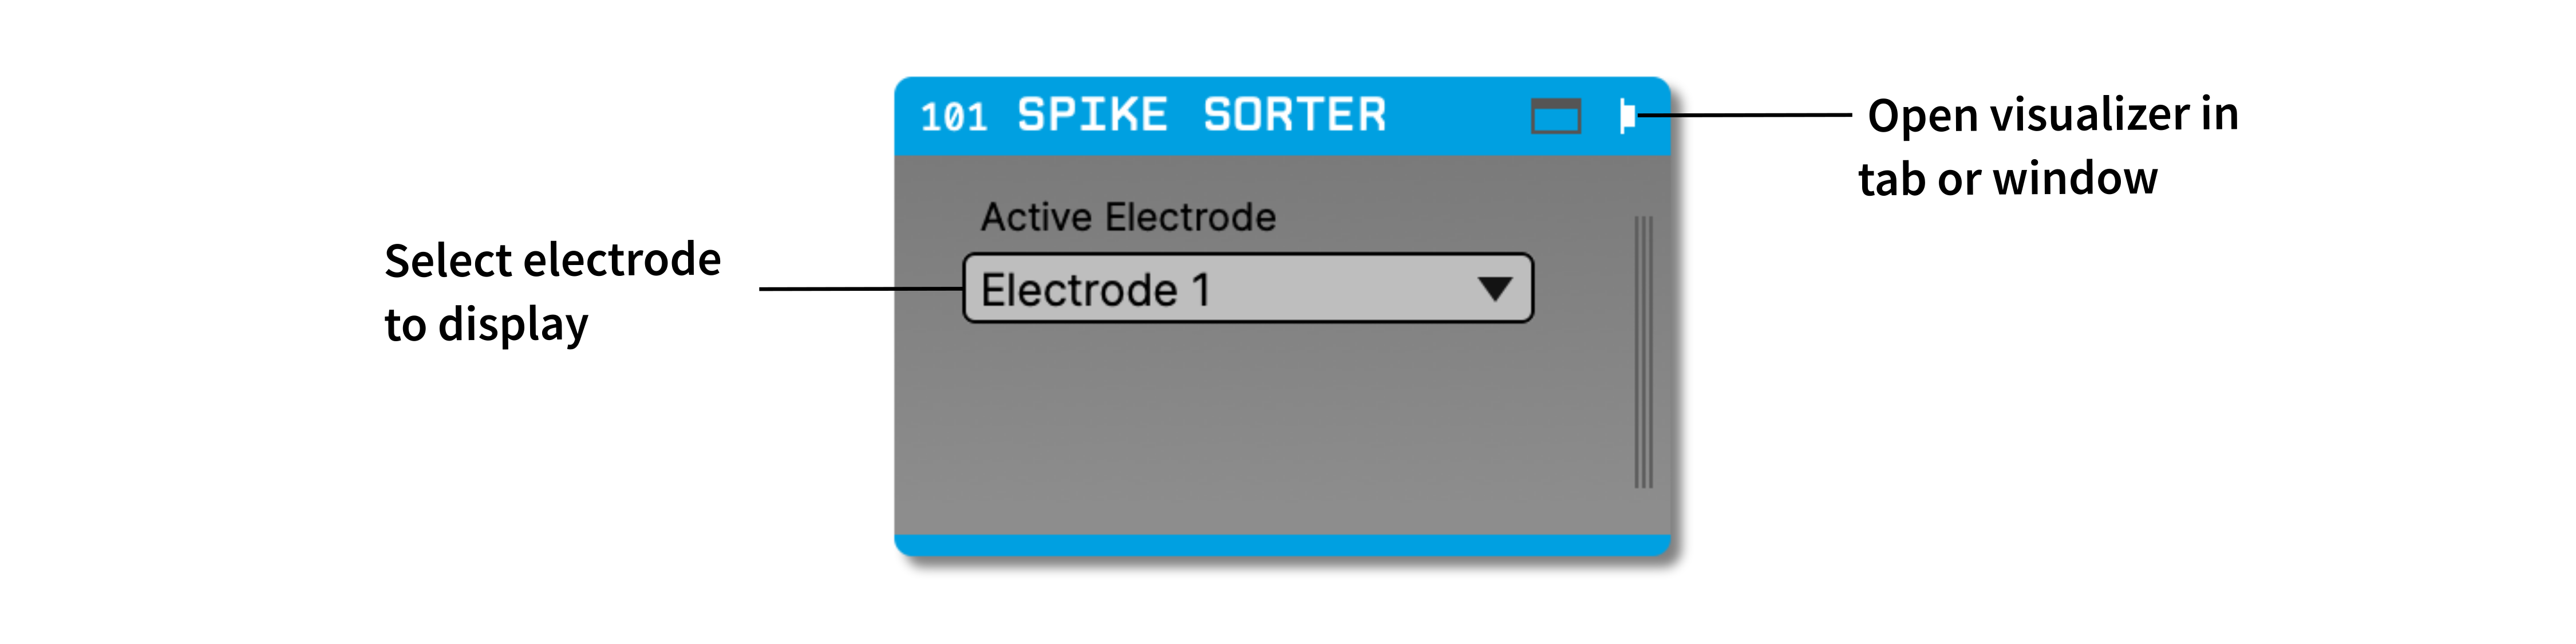 101 SPIKE SORTER
Open visualizer in
tab or window
Active Electrode
Select electrode
to display
Electrode 1